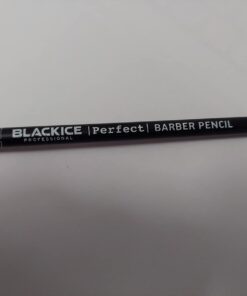 BLACKICE |Perfect| BARBER PENCIL
PROFESSIONAL